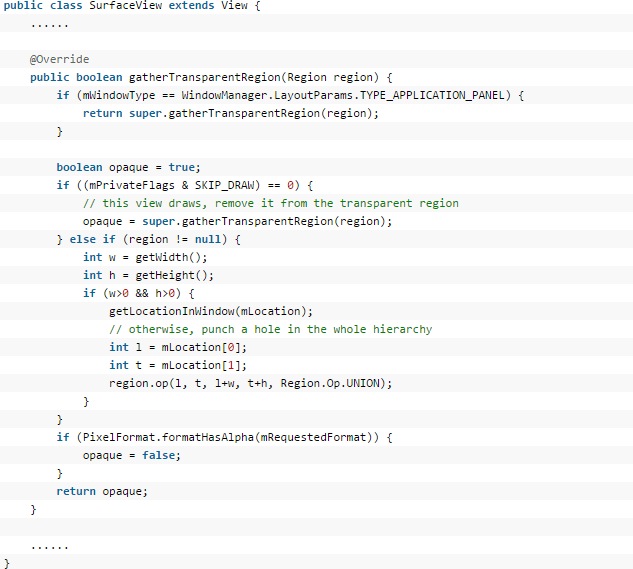 public class SurfaceView extends View {
......
@Override
public boolean gatherTransparentRegion(Region region) {
if (mWindowType == WindowManager.LayoutParams.TYPE_APPLICATION_PANEL) {
return super.gatherTransparentRegion(region);
}
boolean opaque = true;
if ((mPrivateFlags & SKIP_DRAW) == 0) {
// this view draws, remove it from the transparent region
opaque = super.gatherTransparentRegion(region);
} else if (region != null) {
int w = getWidth();
int h = getHeight();
if (w>0 && h>0) {
getLocationInWindow(mLocation);
// otherwise, punch a hole in the whole hierarchy
int l = mLocation[0];
int t = mLocation[1];
region.op(l, t, l+w, t+h, Region.Op.UNION);
}
}
if (PixelFormat.formatHasAlpha(mRequestedFormat)) {
opaque = false;
}
return opaque;
}
......
}